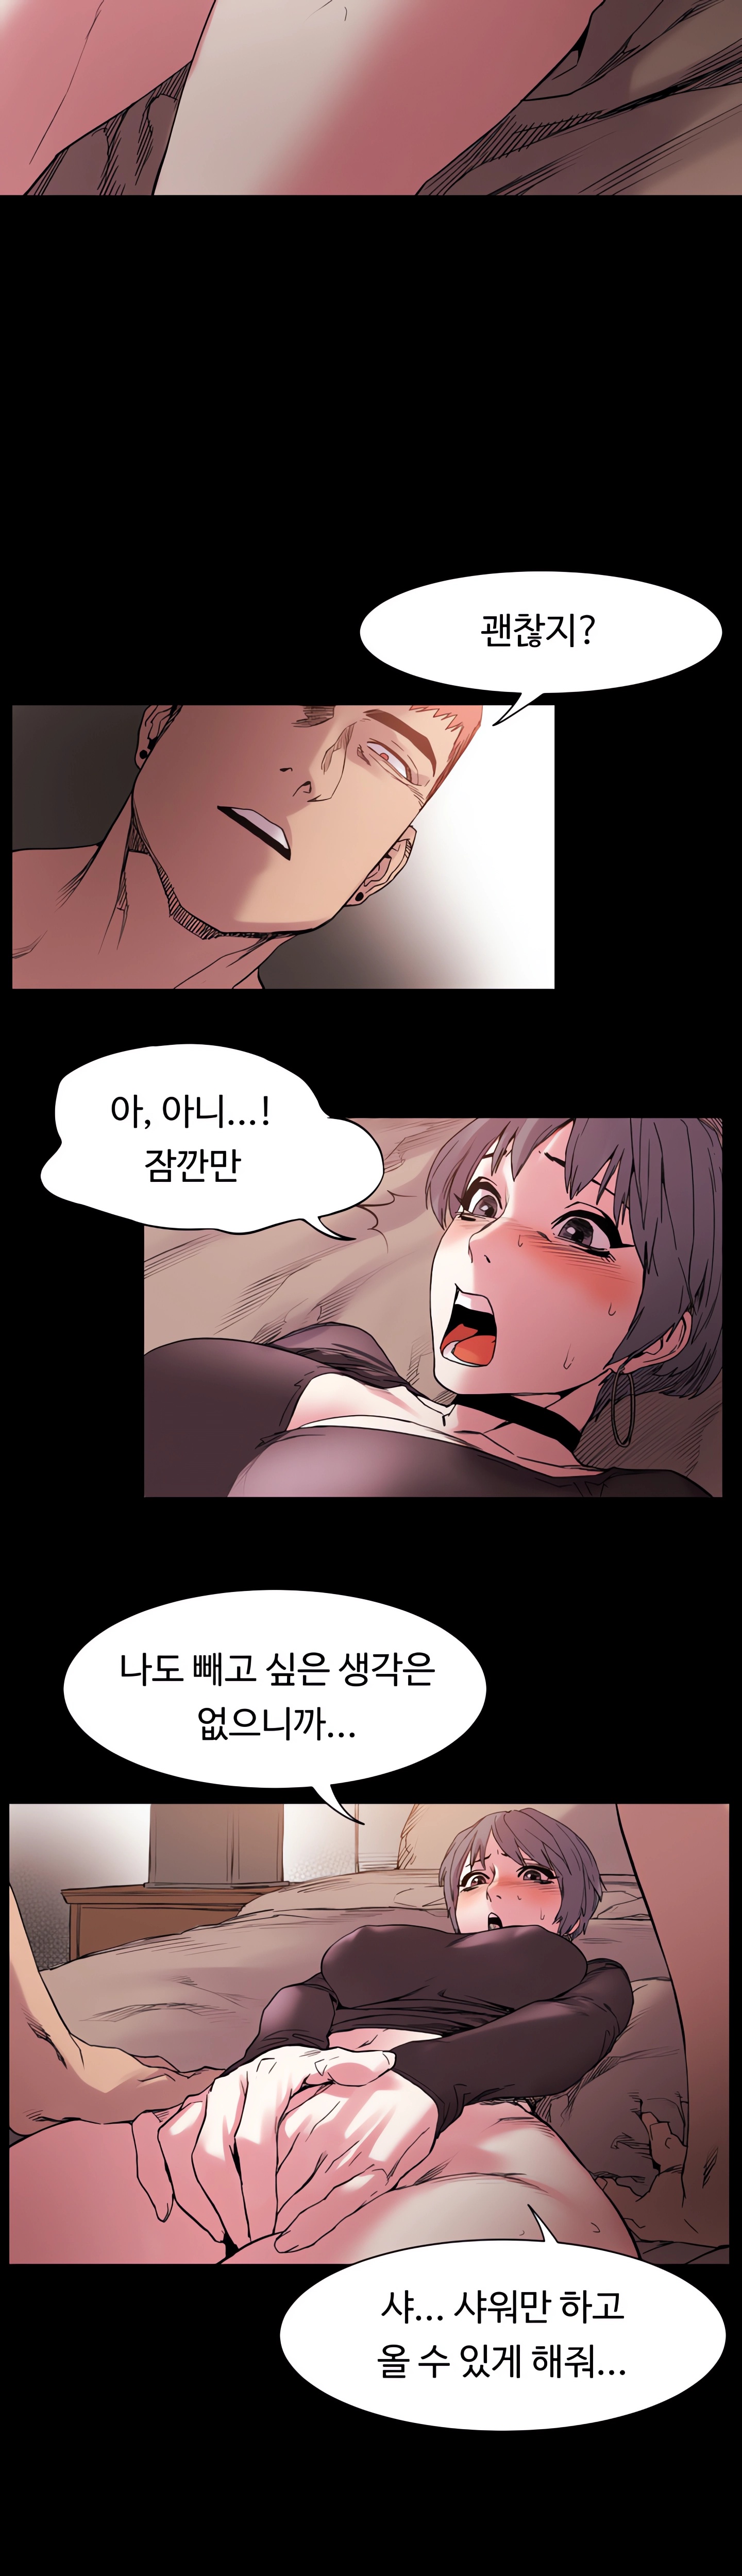 괜찮지?
아, 아니...!
잠깐만
나도 빼고 싶은 생각은
없으니까...
샤... 샤워만 하고
올 수 있게 해줘...